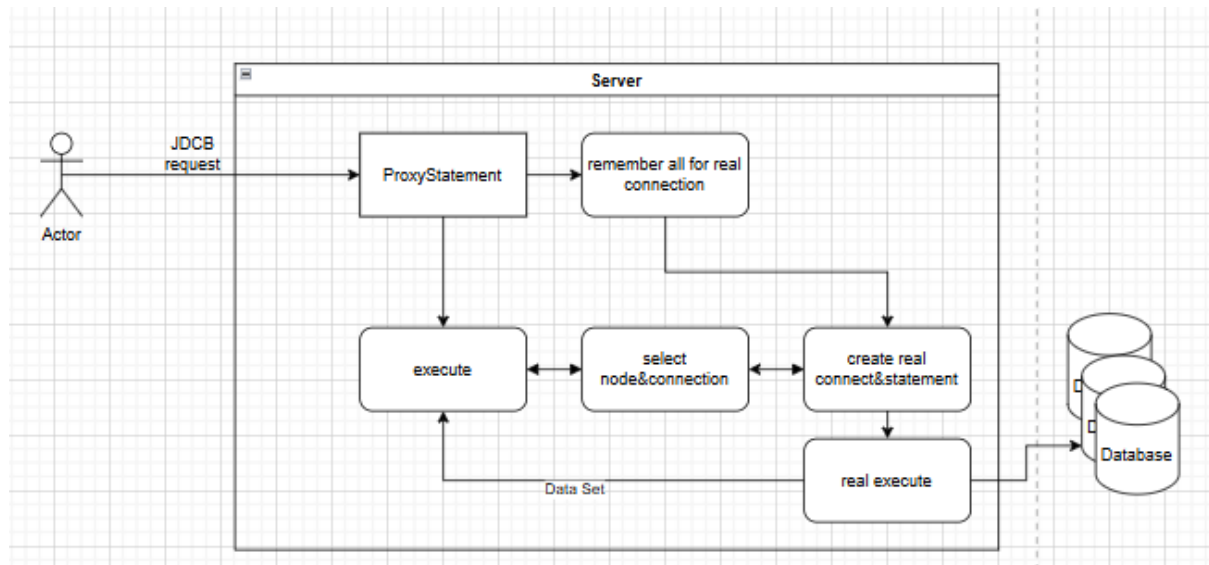 Server
JDCB
request
ProxyStatement
remember all for real
connection
Actor
execute
select
node&connection
create real
connect&statement
D
D
Database
real execute
Data Set